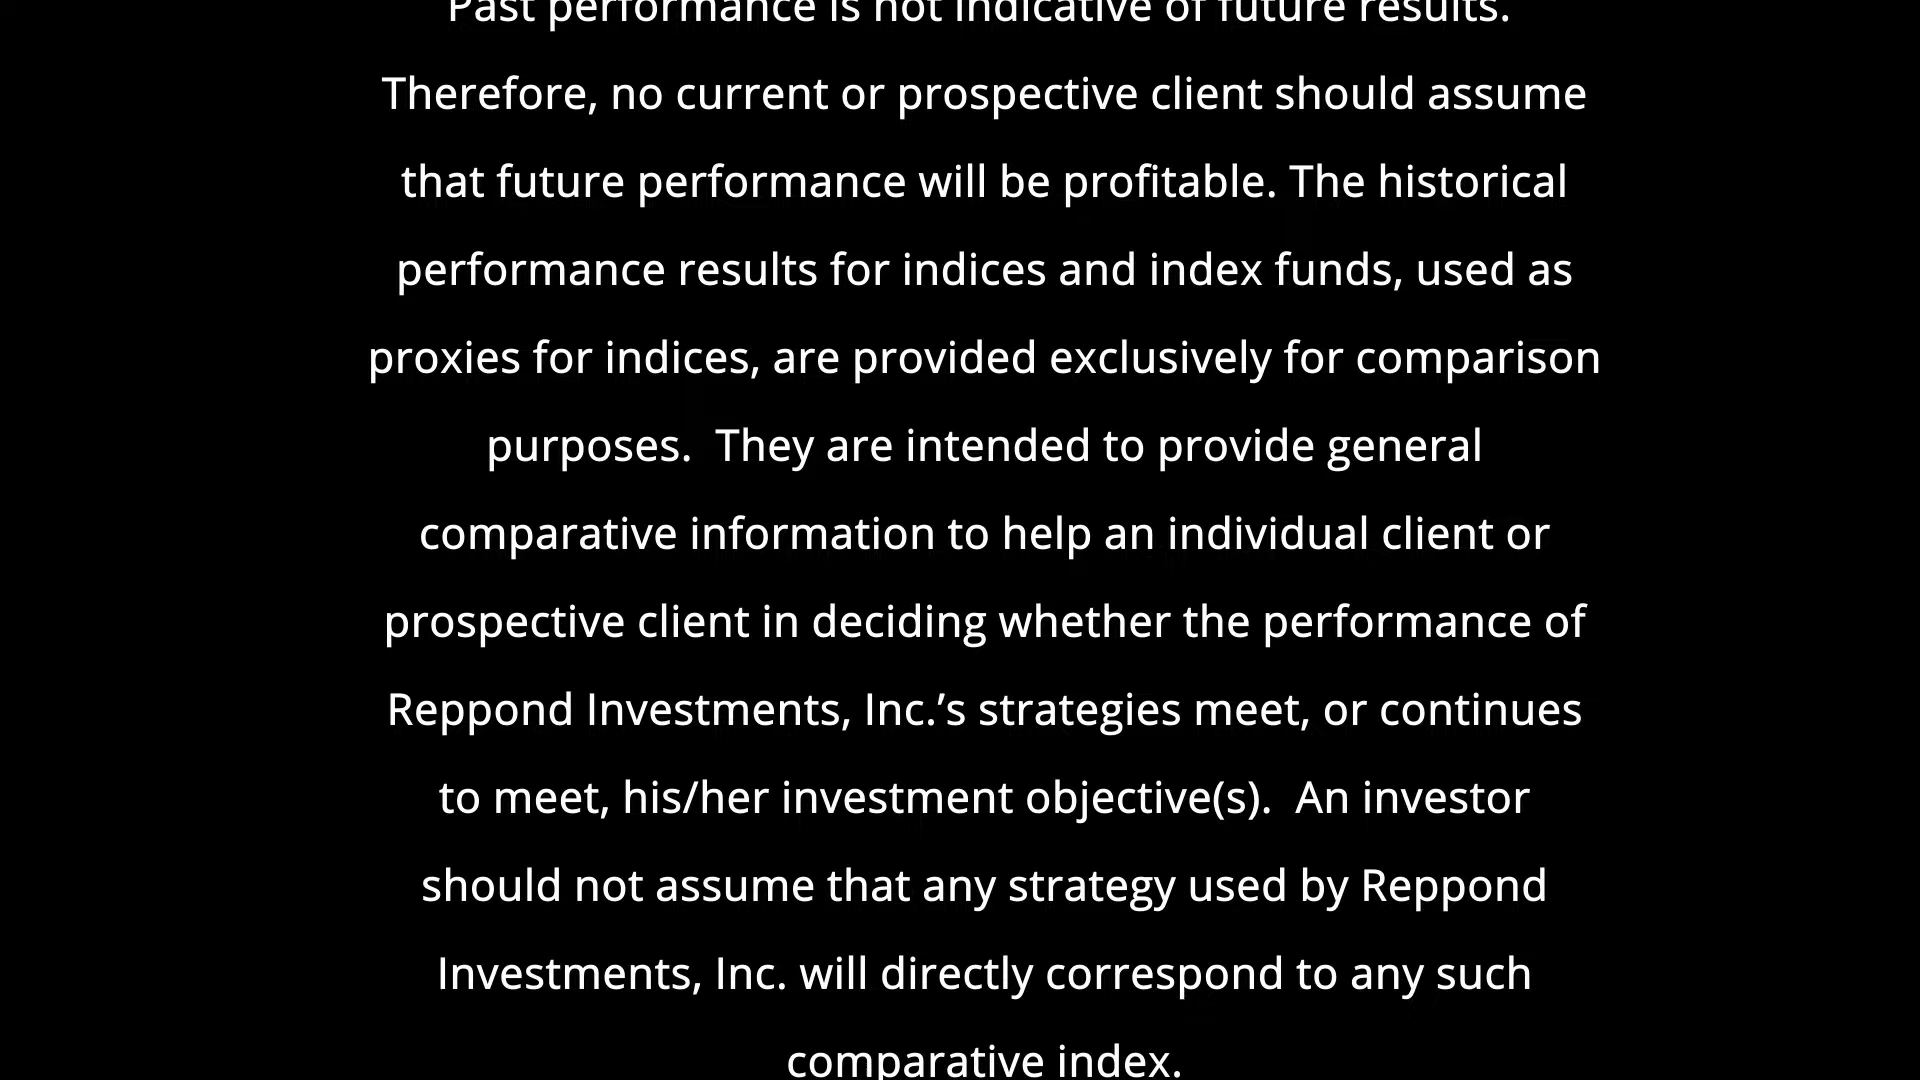 Past performance is not indicative of future results.
Therefore, no current or prospective client should assume
that future performance will be profitable. The historical
performance results for indices and index funds, used as
proxies for indices, are provided exclusively for comparison
purposes.  They are intended to provide general
comparative information to help an individual client or
prospective client in deciding whether the performance of
Reppond Investments, Inc.’s strategies meet, or continues
to meet, his/her investment objective(s).  An investor
should not assume that any strategy used by Reppond
Investments, Inc. will directly correspond to any such
comparative index.